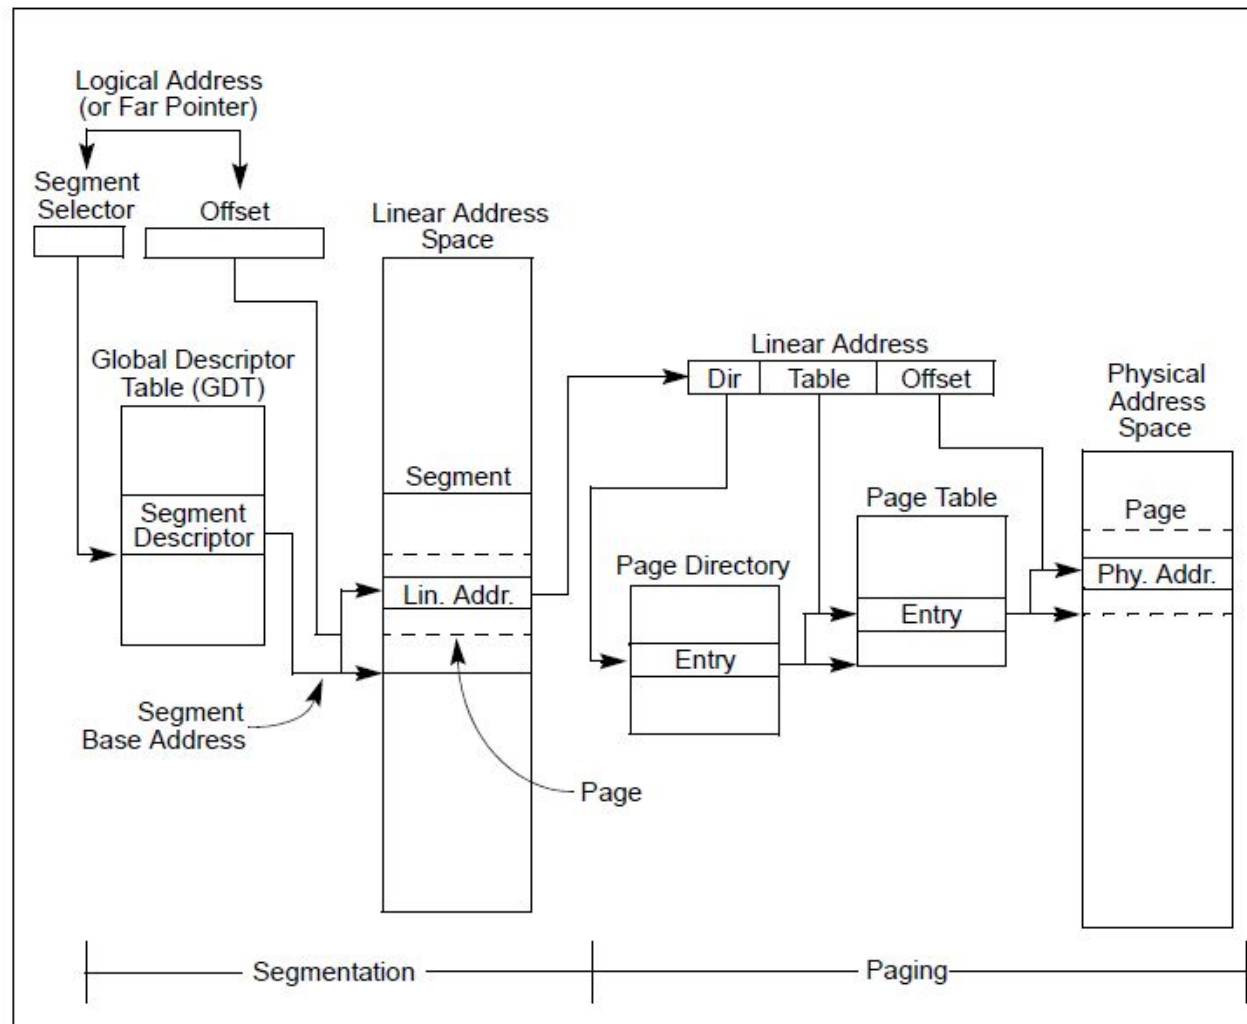 Logical Address
(or Far Pointer)
Segment
Selector
Offset
Linear Address
Space
Global Descriptor
Table (GDT)
Segment
Descriptor
Segment
Lin. Addr.
Segment
Base Address
Page
Linear Address
Dir
Table
Offset
Page Directory
Entry
Page Table
Entry
Physical
Address
Space
Page
Phy. Addr.
Segmentation
Paging